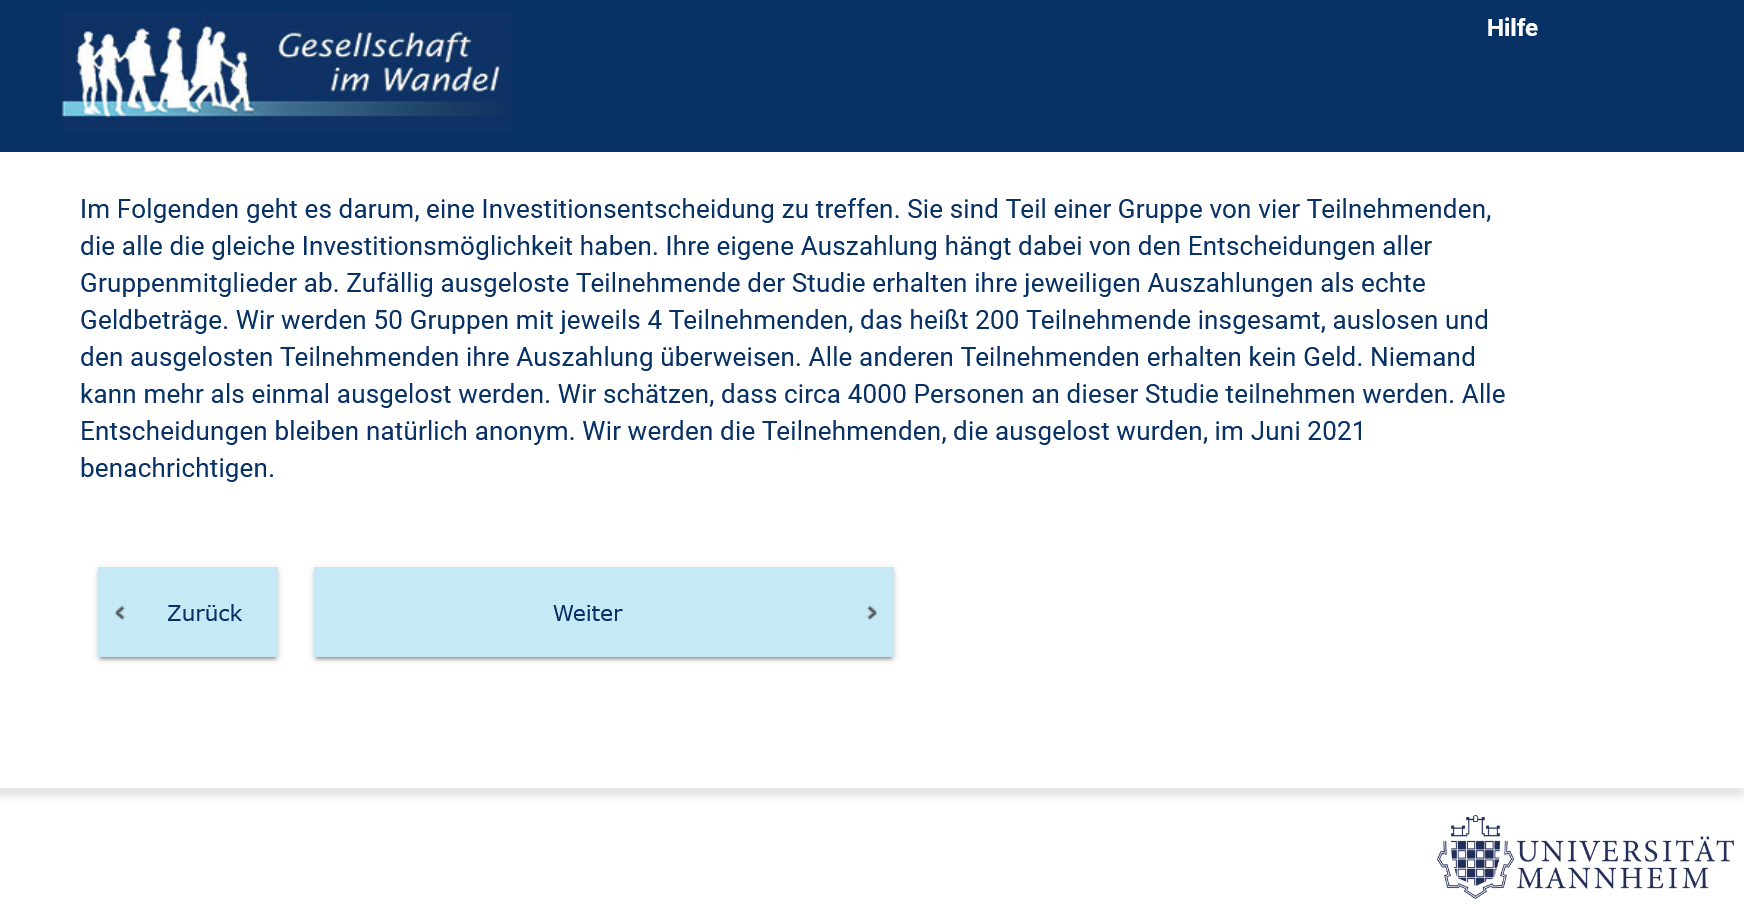 Gesellschaft
im Wandel
Hilfe
Im Folgenden geht es darum, eine Investitionsentscheidung zu treffen. Sie sind Teil einer Gruppe von vier Teilnehmenden,
die alle die gleiche Investitionsmöglichkeit haben. Ihre eigene Auszahlung hängt dabei von den Entscheidungen aller
Gruppenmitglieder ab. Zufällig ausgeloste Teilnehmende der Studie erhalten ihre jeweiligen Auszahlungen als echte
Geldbeträge. Wir werden 50 Gruppen mit jeweils 4 Teilnehmenden, das heißt 200 Teilnehmende insgesamt, auslosen und
den ausgelosten Teilnehmenden ihre Auszahlung überweisen. Alle anderen Teilnehmenden erhalten kein Geld. Niemand
kann mehr als einmal ausgelost werden. Wir schätzen, dass circa 4000 Personen an dieser Studie teilnehmen werden. Alle
Entscheidungen bleiben natürlich anonym. Wir werden die Teilnehmenden, die ausgelost wurden, im Juni 2021
benachrichtigen.
Zurück
Weiter
UNIVERSITÄT
MANNHEIM